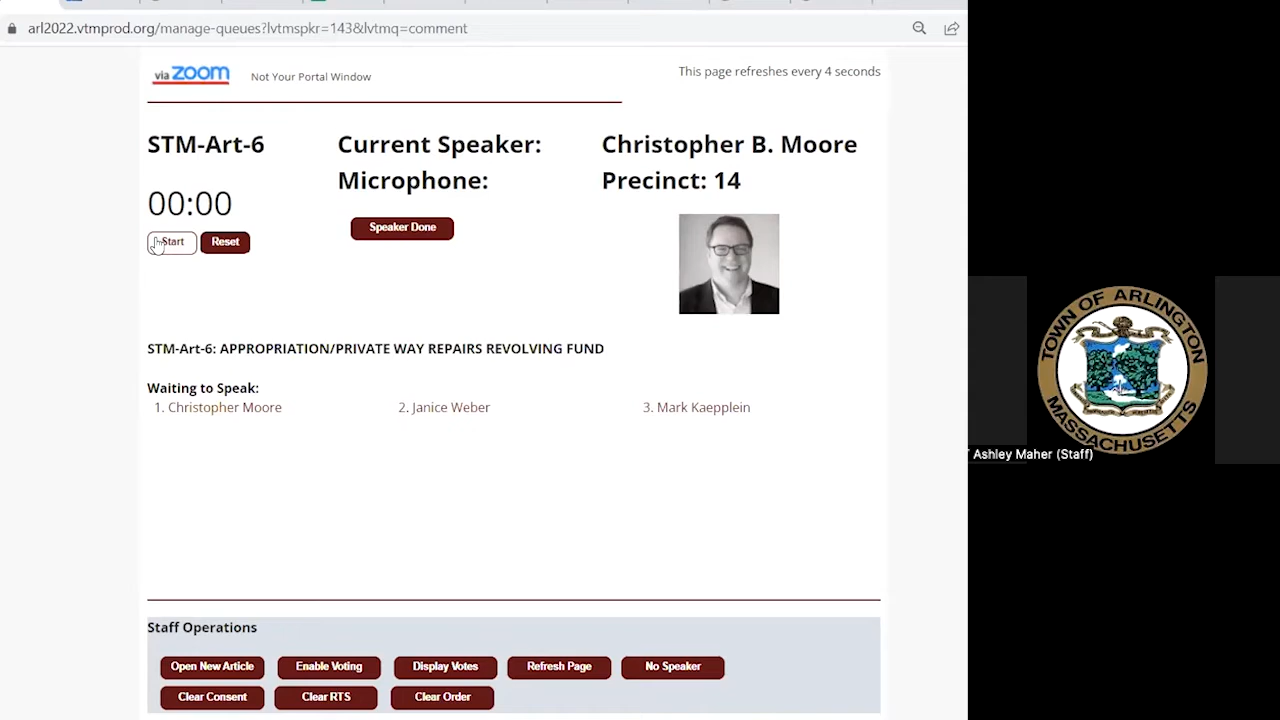 arl2022.vtmprod.org/manage-queues?lvtmspkr=143&lvtmq=comment
via zoom
Not Your Portal Window
This page refreshes every 4 seconds
STM-Art-6
Current Speaker:
Christopher B. Moore
Microphone:
Precinct: 14
00:00
Speaker Done
Start
Reset
STM-Art-6: APPROPRIATION/PRIVATE WAY REPAIRS REVOLVING FUND
Waiting to Speak:
1. Christopher Moore
2. Janice Weber
3. Mark Kaepplein
TOWN OF ARLINGTON
MASSACHUSETTS
Ashley Maher (Staff)
Staff Operations
Open New Article
Enable Voting
Display Votes
Refresh Page
No Speaker
Clear Consent
Clear RTS
Clear Order